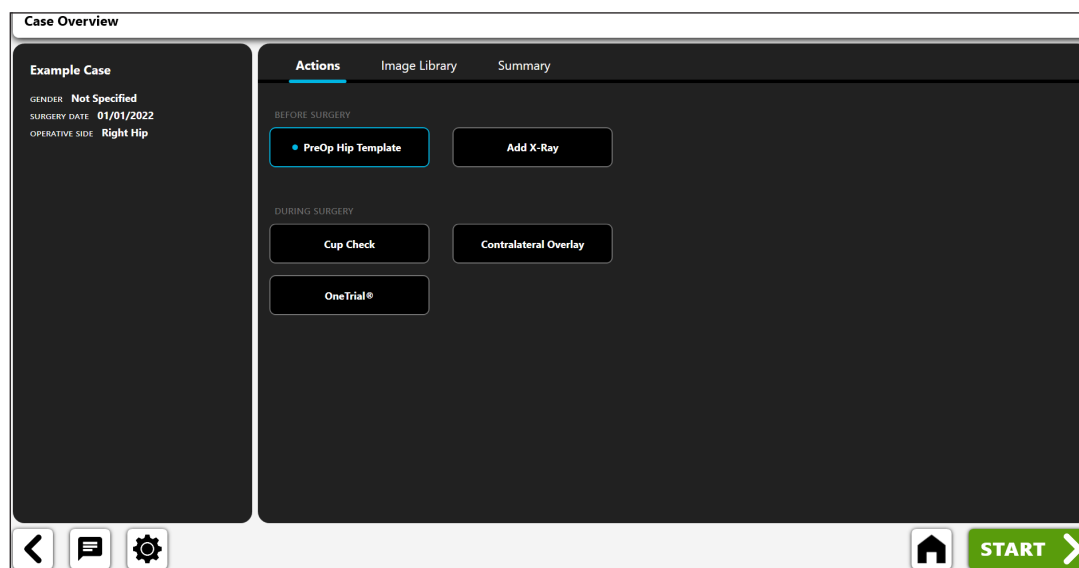 Case Overview
Example Case
GENDER Not Specified
SURGERY DATE 01/01/2022
OPERATIVE SIDE Right Hip
Actions Image Library Summary
BEFORE SURGERY
PreOp Hip Template Add X-Ray
DURING SURGERY
Cup Check Contralateral Overlay
OneTrial®
START